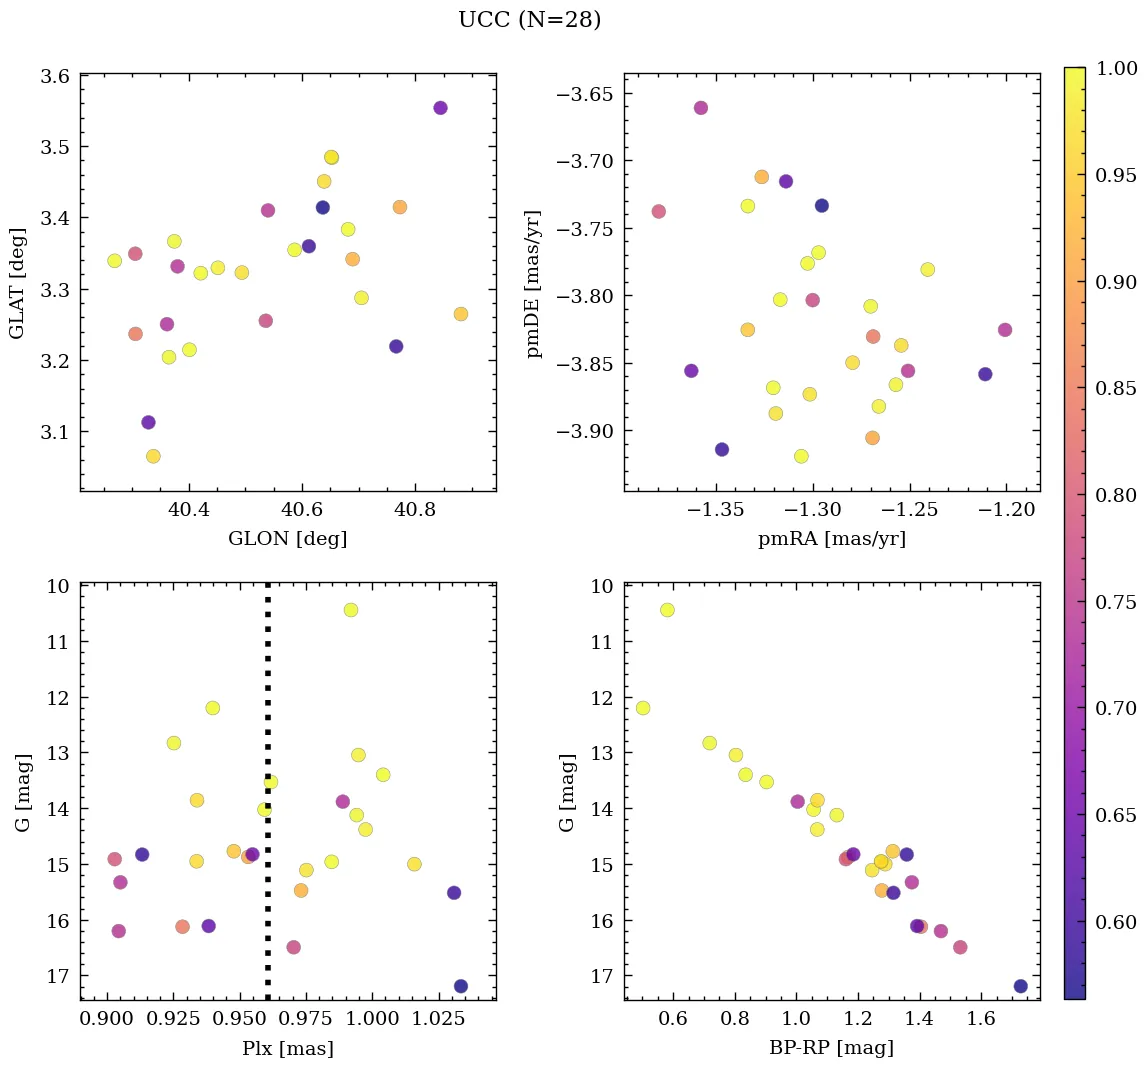 UCC (N=28)
3.6
3.5
3.4
3.3
3.2
3.1
GLAT [deg]
40.4 40.6 40.8
GLON [deg]
−3.65
−3.70
−3.75
−3.80
−3.85
−3.90
pmDE [mas/yr]
−1.35 −1.30 −1.25 −1.20
pmRA [mas/yr]
10
11
12
13
14
15
16
17
G [mag]
0.900 0.925 0.950 0.975 1.000 1.025
Plx [mas]
10
11
12
13
14
15
16
17
G [mag]
0.6 0.8 1.0 1.2 1.4 1.6
BP-RP [mag]
1.00
0.95
0.90
0.85
0.80
0.75
0.70
0.65
0.60